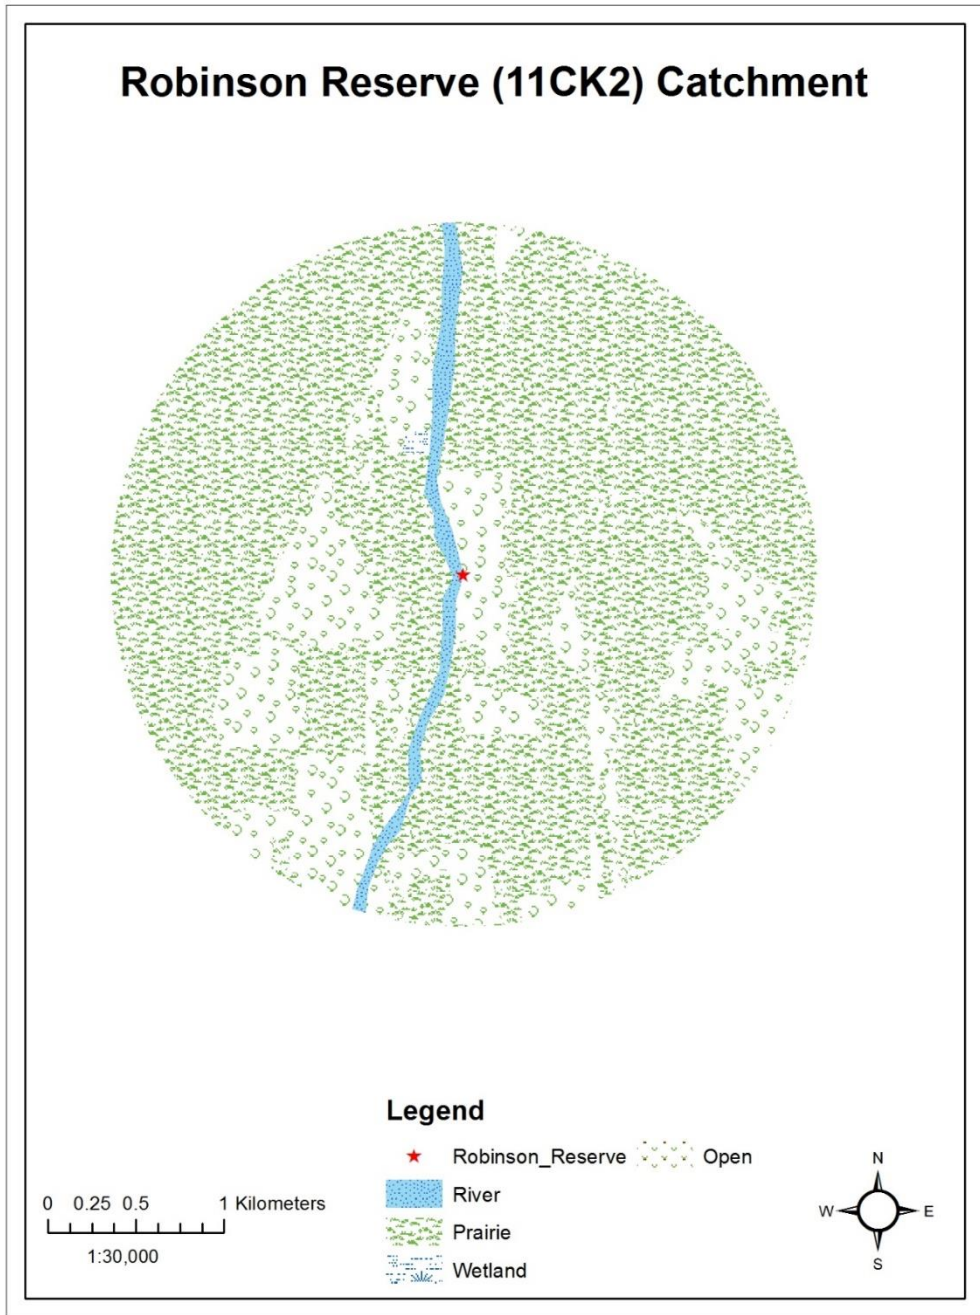 Robinson Reserve (11CK2) Catchment
Legend
Robinson_Reserve
Open
River
Prairie
Wetland
0 0.25 0.5 1 Kilometers
1:30,000
N
W E
S